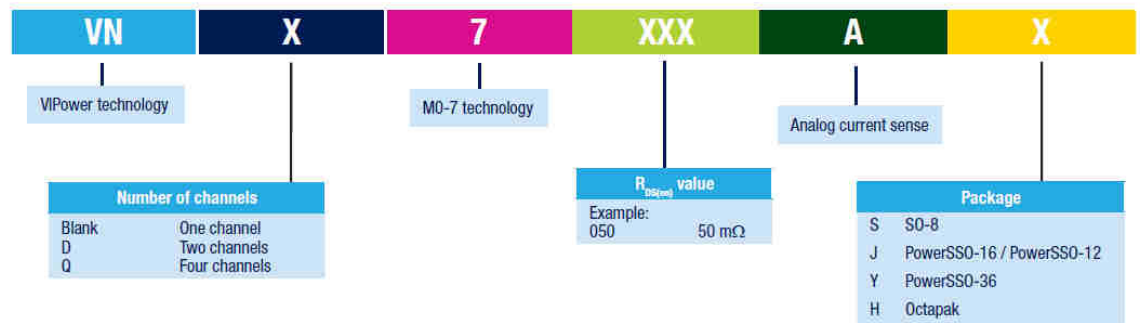 VN X 7 XXX A X
VIPower technology
M0-7 technology
Analog current sense
Number of channels
Blank One channel
D Two channels
Q Four channels
RDS(on) value
Example:
050 50 mΩ
Package
S SO-8
J PowerSSO-16 / PowerSSO-12
Y PowerSSO-36
H Octapak